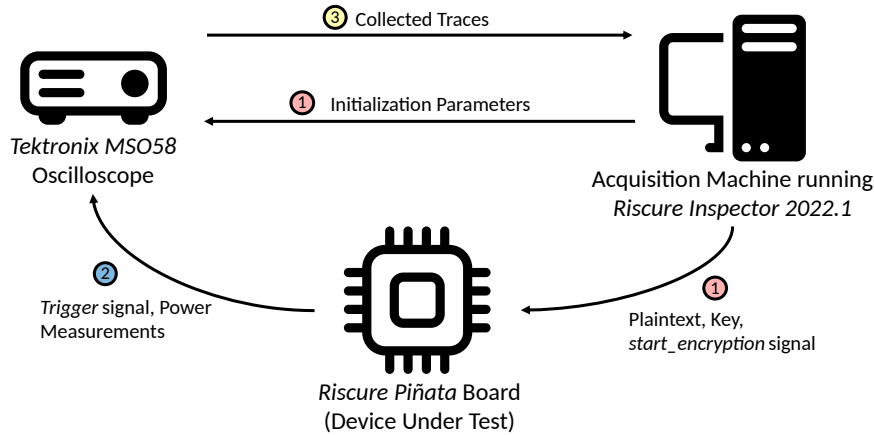 3 Collected Traces
1 Initialization Parameters
Tektronix MSO58
Oscilloscope
Acquisition Machine running
Riscure Inspector 2022.1
2
Trigger signal, Power
Measurements
1
Plaintext, Key,
start_encryption signal
Riscure Piñata Board
(Device Under Test)